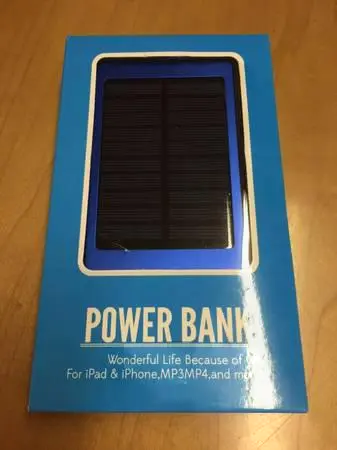 POWER BANK
Wonderful Life Because of
For iPad & iPhone,MP3MP4,and